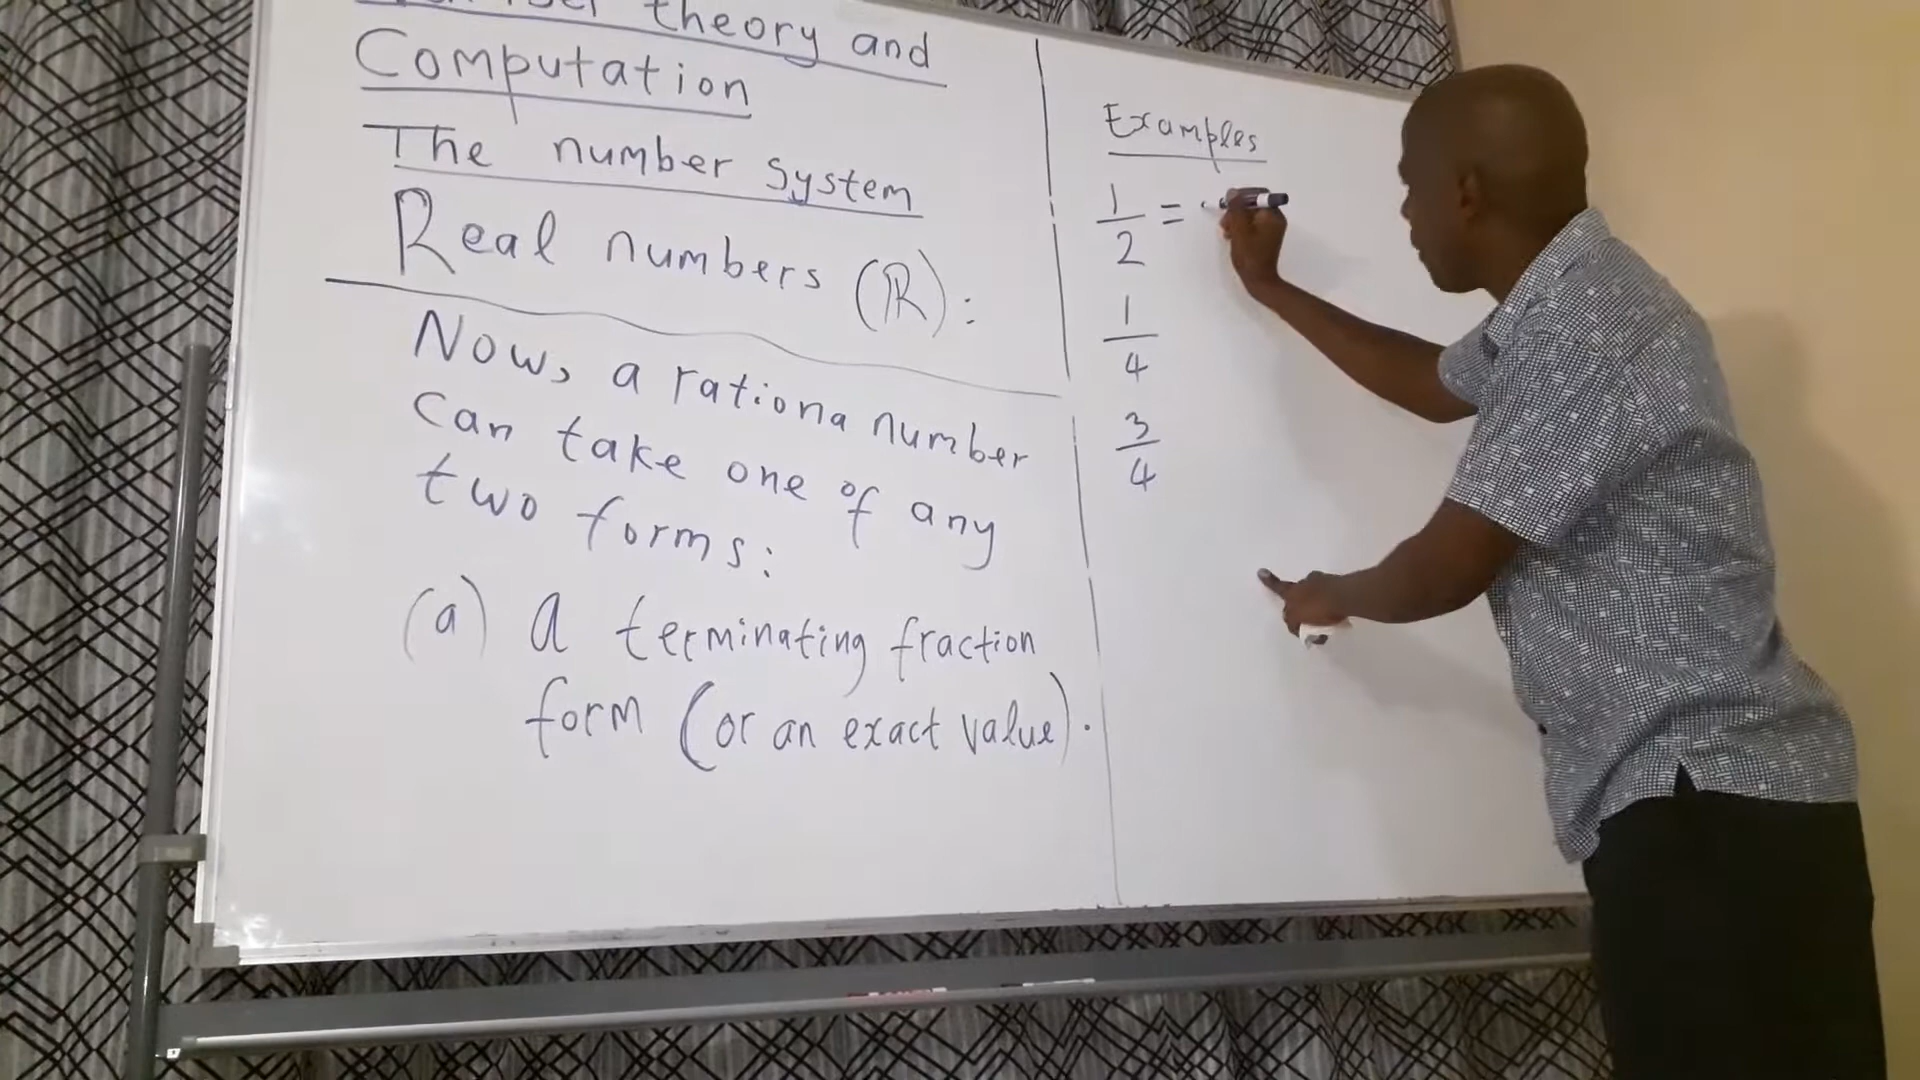 theory and
Computation
The number system
Real numbers (ℝ):
Now, a rationa number
can take one of any
two forms:
(a) A terminating fraction
form (or an exact value).
Examples
1/2 =
1/4
3/4